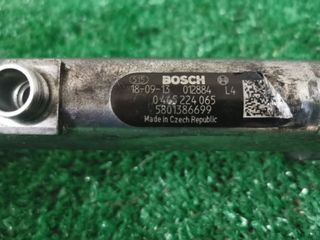 BOSCH
18-09-13 012884 L4
0 445 224 065
5801386699
Made in Czech Republic